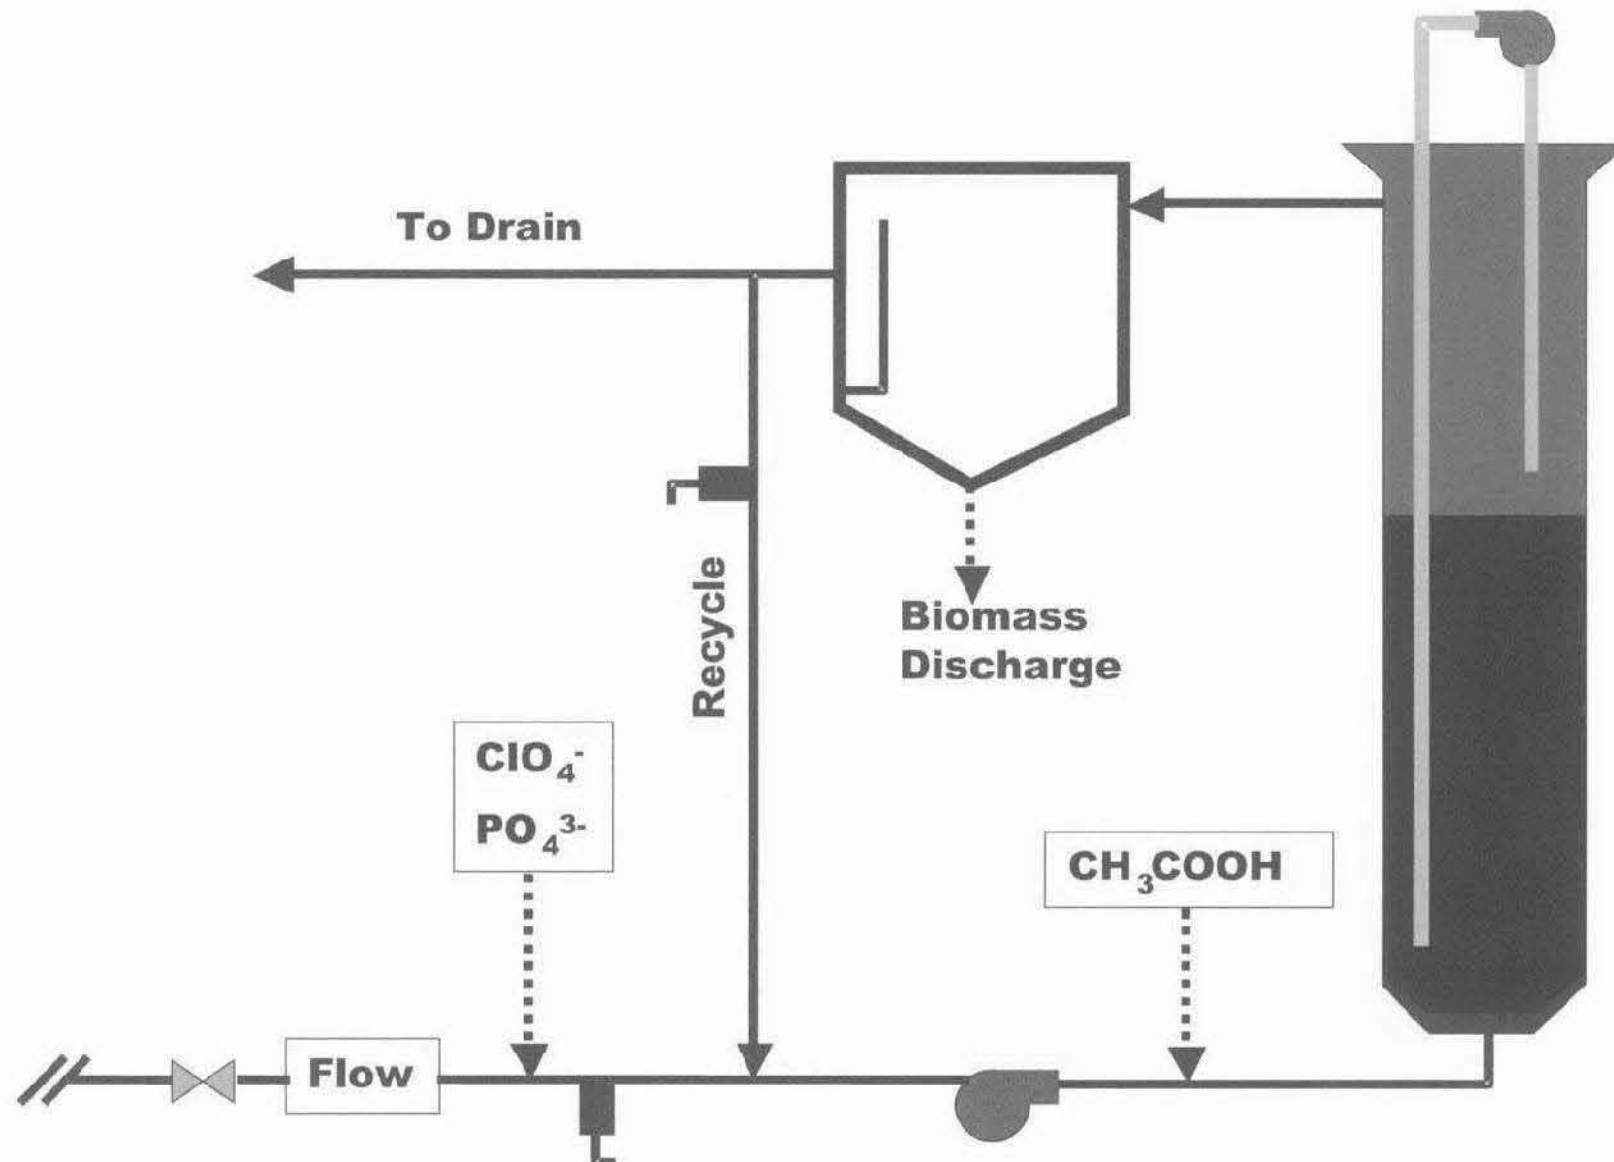 To Drain
Recycle
Biomass
Discharge
ClO₄⁻
PO₄³⁻
CH₃COOH
Flow